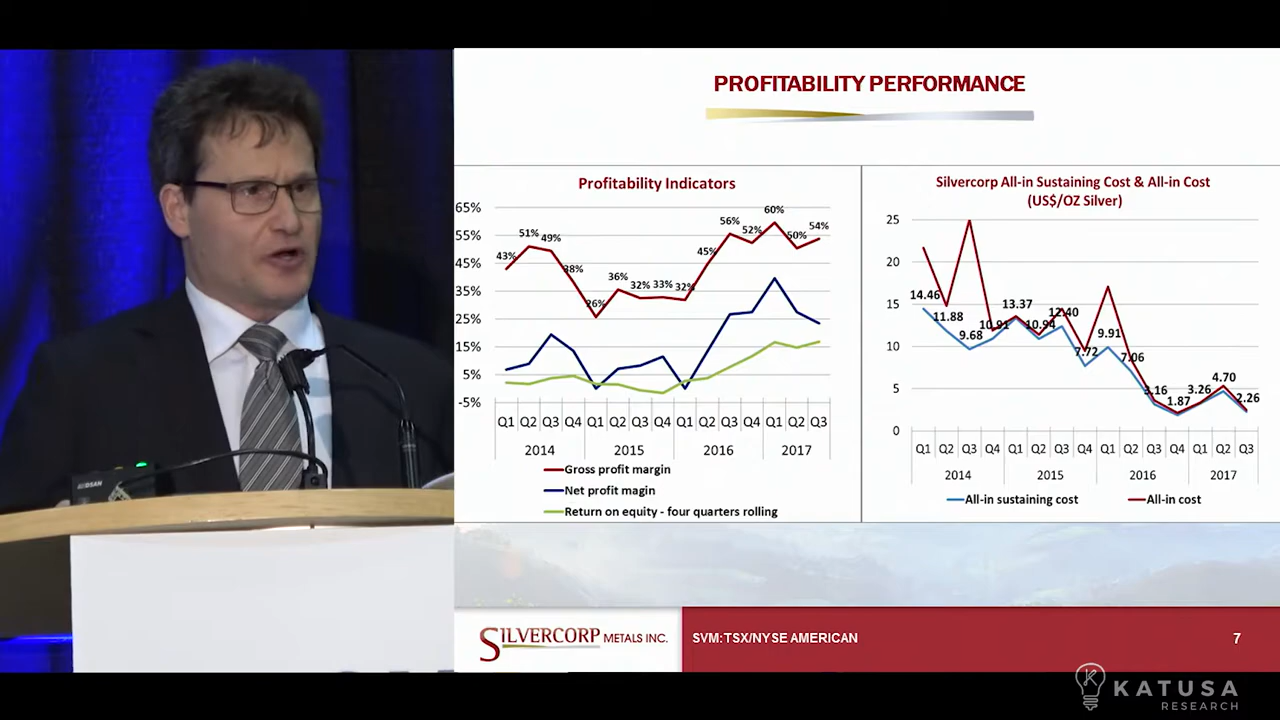 PROFITABILITY PERFORMANCE
Profitability Indicators
65%
55%
45%
35%
25%
15%
5%
-5%
43%
51%
49%
38%
26%
36%
32%
33%
32%
45%
56%
52%
60%
50%
54%
Q1 Q2 Q3 Q4 Q1 Q2 Q3 Q4 Q1 Q2 Q3 Q4 Q1 Q2 Q3
2014 2015 2016 2017
Gross profit margin
Net profit magin
Return on equity - four quarters rolling
Silvercorp All-in Sustaining Cost & All-in Cost
(US$/OZ Silver)
25
20
15
10
5
0
14.46
11.88
9.68
10.91
13.37
10.94
12.40
7.72
9.91
7.06
3.16
1.87
3.26
4.70
2.26
Q1 Q2 Q3 Q4 Q1 Q2 Q3 Q4 Q1 Q2 Q3 Q4 Q1 Q2 Q3
2014 2015 2016 2017
All-in sustaining cost All-in cost
SILVERCORP METALS INC.
SVM:TSX/NYSE AMERICAN
7
KATUSA
RESEARCH